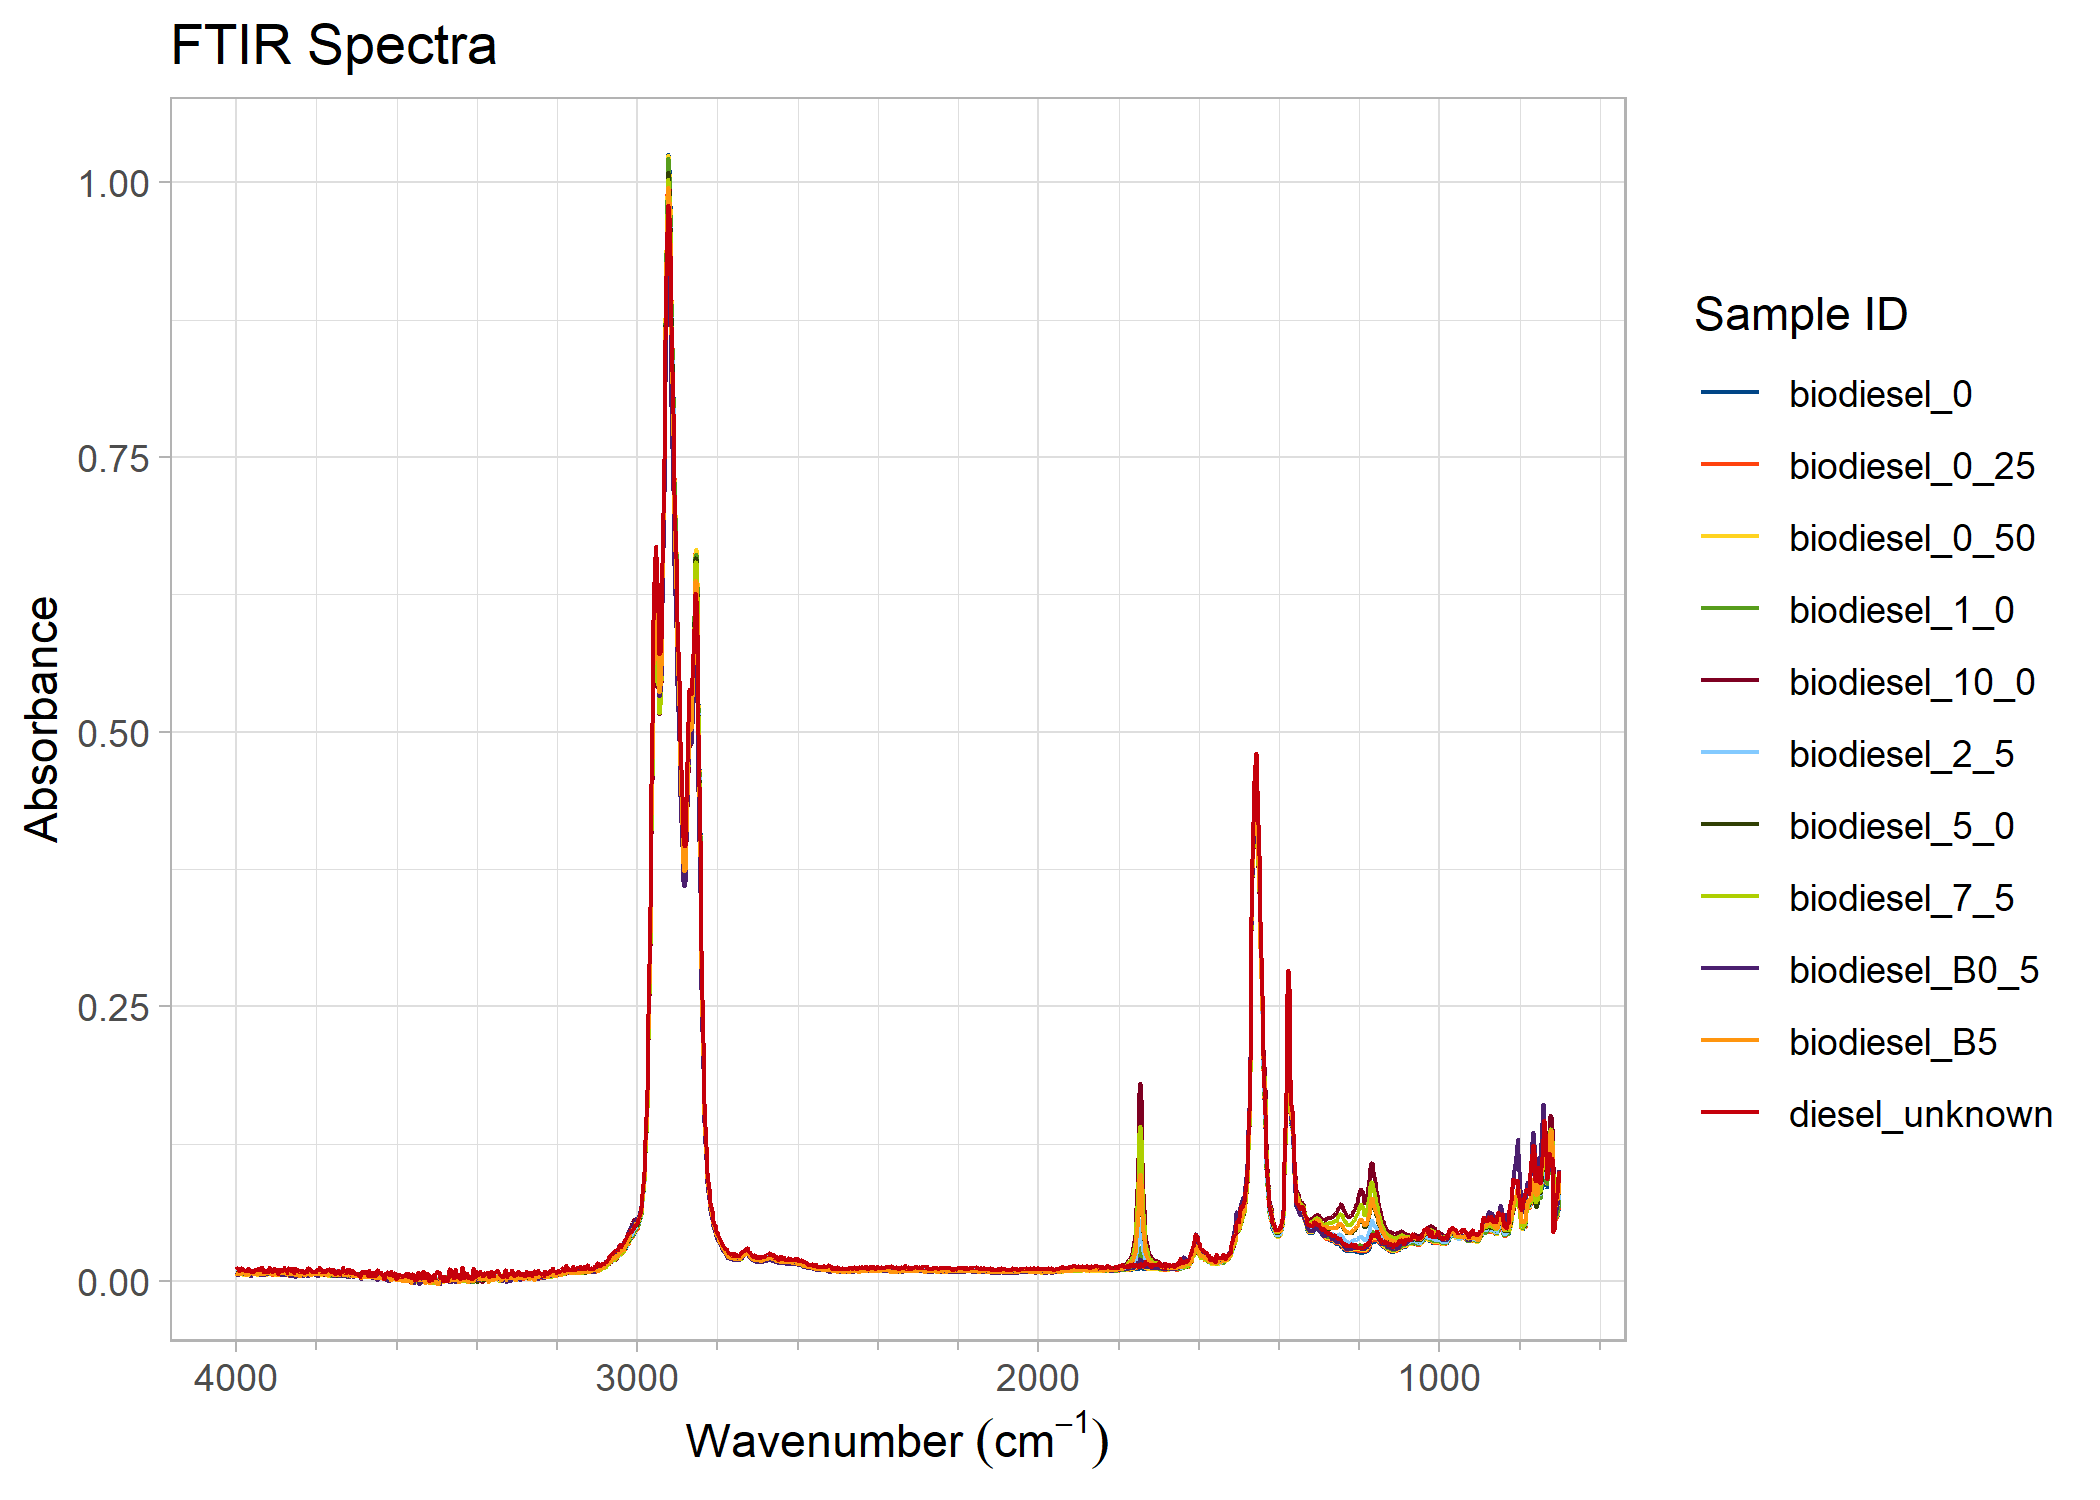 FTIR Spectra
1.00
0.75
0.50
0.25
0.00
Absorbance
4000 3000 2000 1000
Wavenumber (cm⁻¹)
Sample ID
biodiesel_0
biodiesel_0_25
biodiesel_0_50
biodiesel_1_0
biodiesel_10_0
biodiesel_2_5
biodiesel_5_0
biodiesel_7_5
biodiesel_B0_5
biodiesel_B5
diesel_unknown